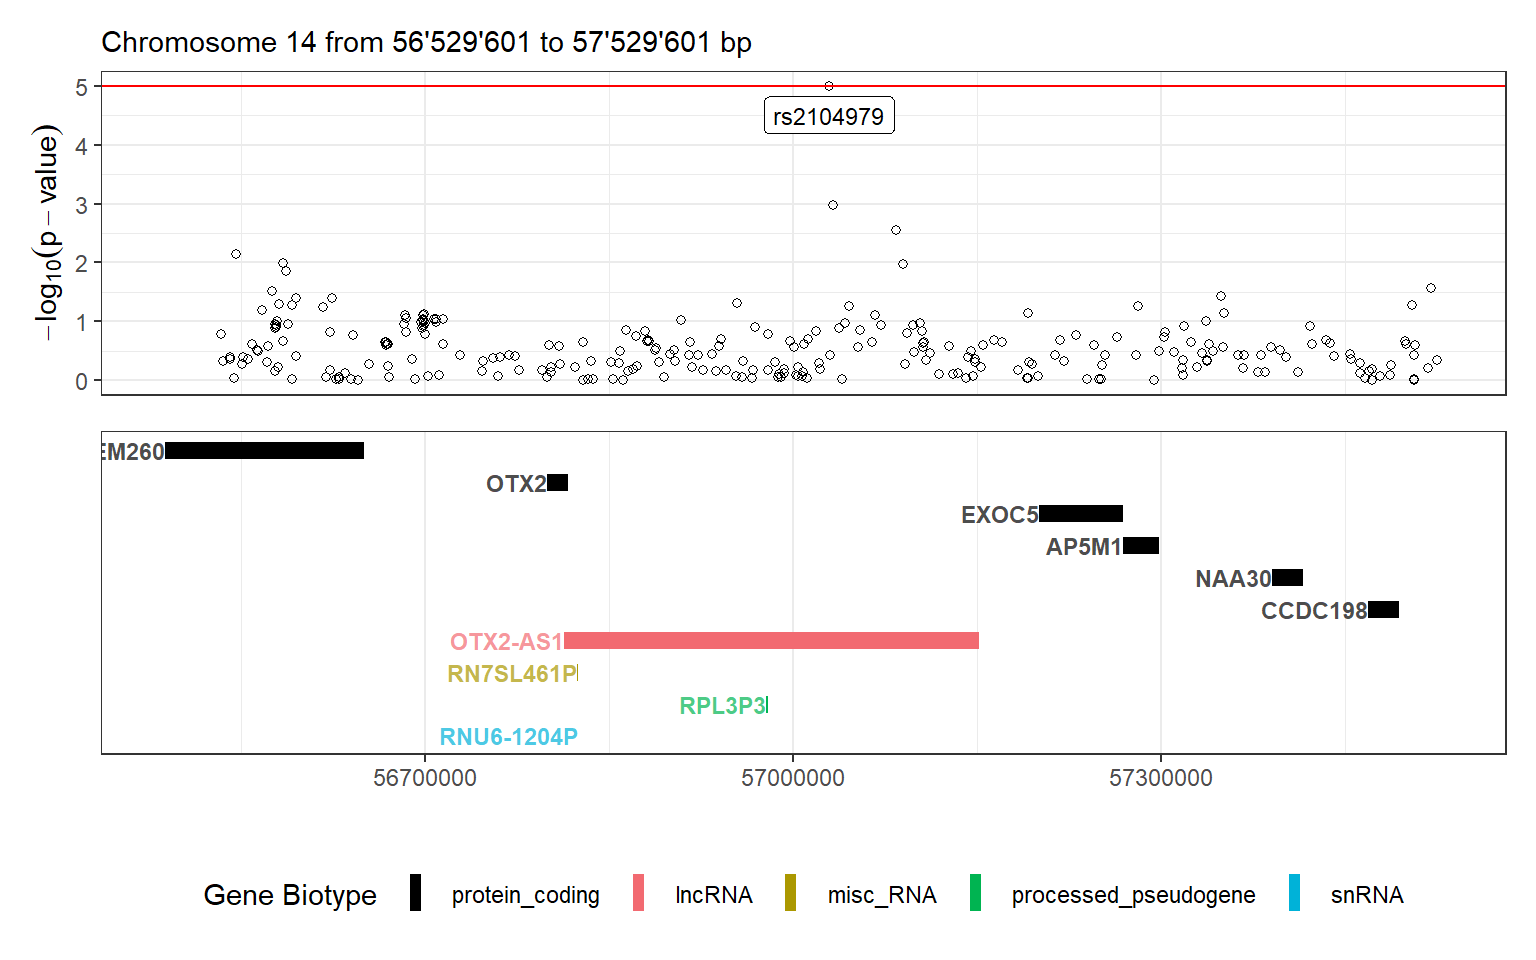 Chromosome 14 from 56'529'601 to 57'529'601 bp
−log10(p − value)
5
4
3
2
1
0
rs2104979
EM260
OTX2
EXOC5
AP5M1
NAA30
CCDC198
OTX2-AS1
RN7SL461P
RPL3P3
RNU6-1204P
56700000 57000000 57300000
Gene Biotype protein_coding lncRNA misc_RNA processed_pseudogene snRNA